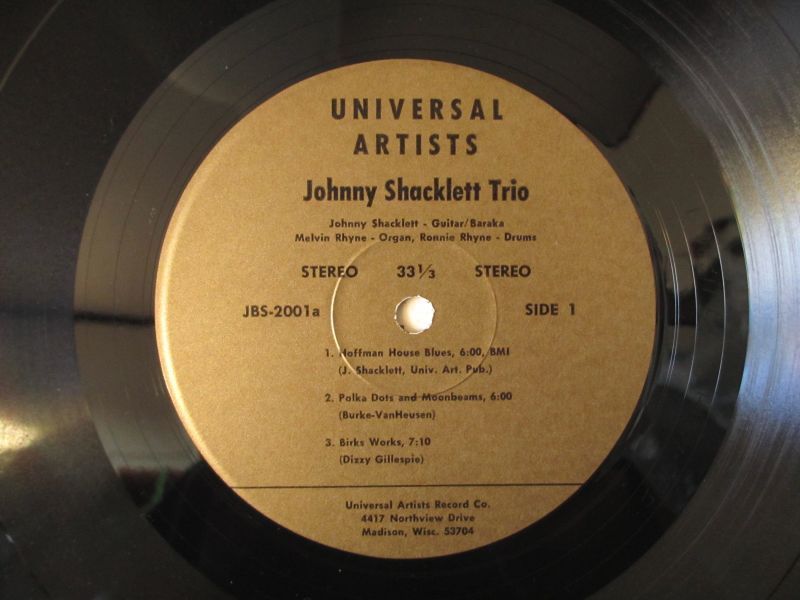 UNIVERSAL
ARTISTS
Johnny Shacklett Trio
Johnny Shacklett - Guitar/Baraka
Melvin Rhyne - Organ, Ronnie Rhyne - Drums
STEREO 33 1/3 STEREO
JBS-2001a SIDE 1
1. Hoffman House Blues, 6:00, BMI
(J. Shacklett, Univ. Art. Pub.)
2. Polka Dots and Moonbeams, 6:00
(Burke-VanHeusen)
3. Birks Works, 7:10
(Dizzy Gillespie)
Universal Artists Record Co.
4417 Northview Drive
Madison, Wisc. 53704